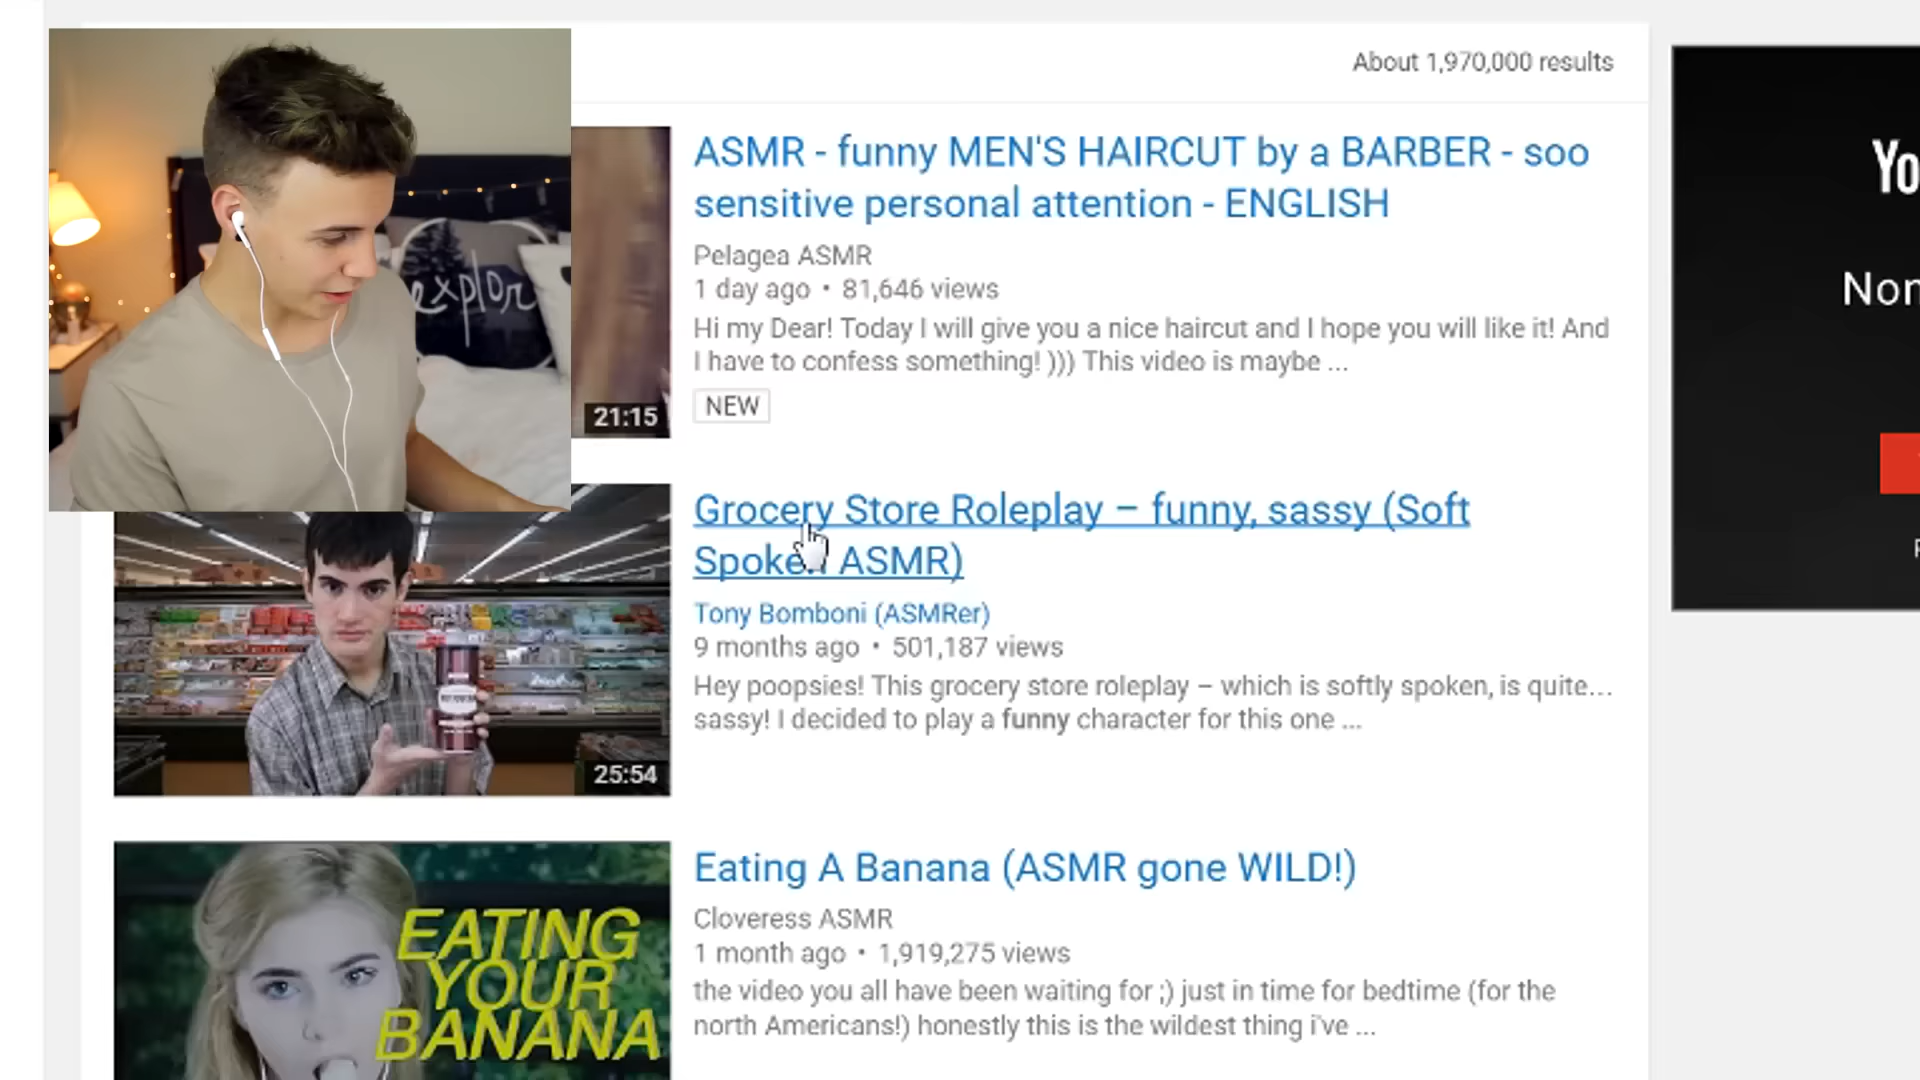 About 1,970,000 results
ASMR - funny MEN'S HAIRCUT by a BARBER - soo
sensitive personal attention - ENGLISH
Pelagea ASMR
1 day ago • 81,646 views
Hi my Dear! Today I will give you a nice haircut and I hope you will like it! And
I have to confess something! ))) This video is maybe ...
NEW
21:15
explor
Grocery Store Roleplay – funny, sassy (Soft
Spoken ASMR)
Tony Bomboni (ASMRer)
9 months ago • 501,187 views
Hey poopsies! This grocery store roleplay – which is softly spoken, is quite...
sassy! I decided to play a funny character for this one ...
25:54
Eating A Banana (ASMR gone WILD!)
Cloveress ASMR
1 month ago • 1,919,275 views
the video you all have been waiting for ;) just in time for bedtime (for the
north Americans!) honestly this is the wildest thing i've ...
EATING
YOUR
BANANA
Yo
Non